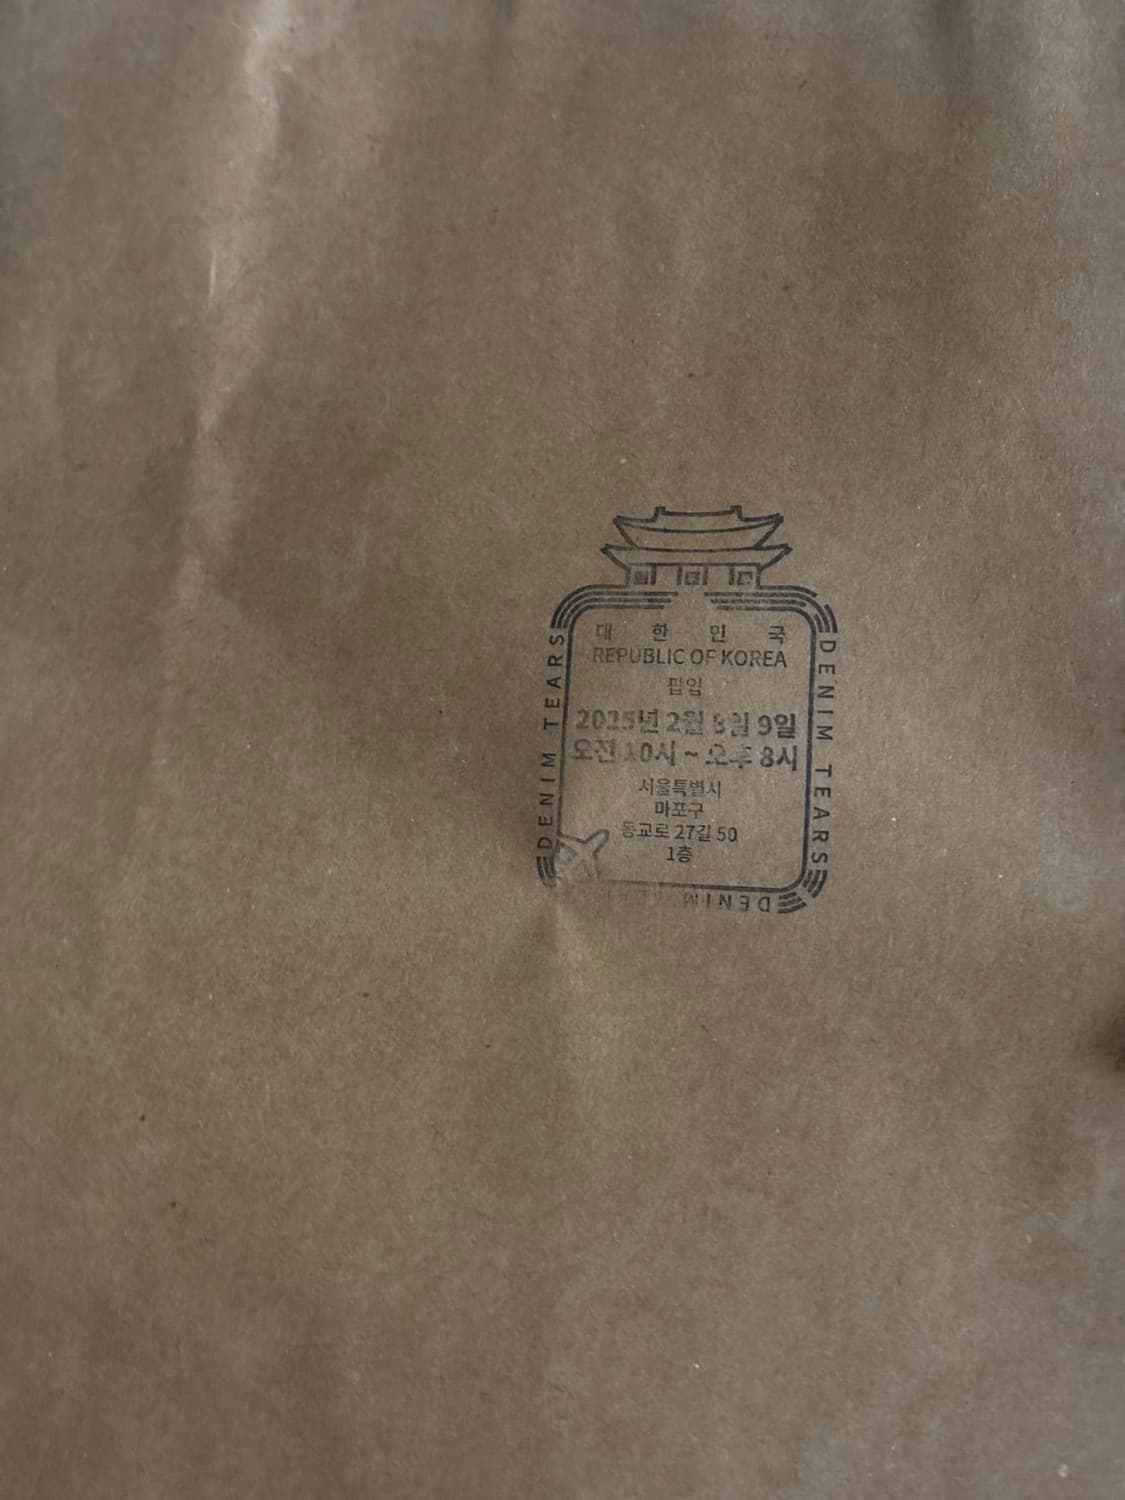 대한민국
REPUBLIC OF KOREA
팝업
2025년 2월 8일 9일
오전 10시 ~ 오후 8시
서울특별시
마포구
동교로 27길 50
1층
DENIM TEARS
DENIM TEARS
DENIM